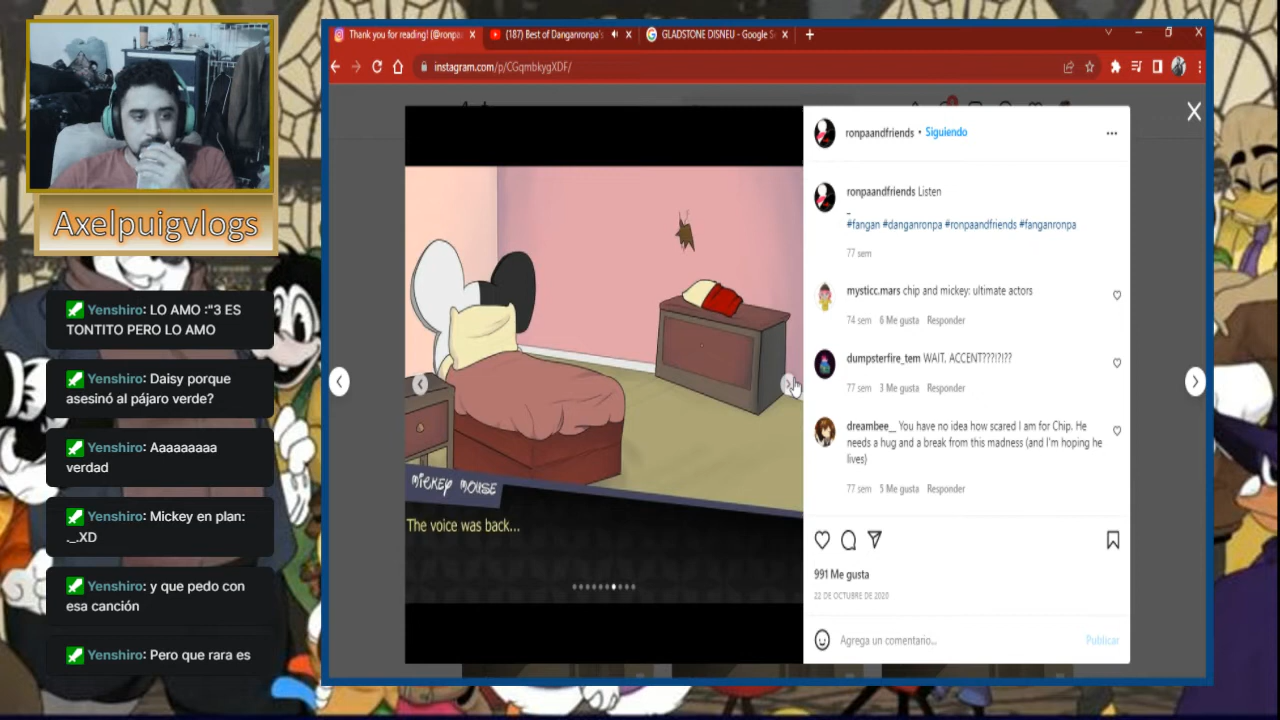 Thank you for reading! (@ronpa
(187) Best of Danganronpa's
GLADSTONE DISNEU - Google S
instagram.com/p/CGqmbkygXDF/
Axelpuigvlogs
Yenshiro: LO AMO :"3 ES
TONTITO PERO LO AMO
Yenshiro: Daisy porque
asesinó al pájaro verde?
Yenshiro: Aaaaaaaaa
verdad
Yenshiro: Mickey en plan:
._.XD
Yenshiro: y que pedo con
esa canción
Yenshiro: Pero que rara es
MICKEY MOUSE
The voice was back...
ronpaandfriends • Siguiendo
ronpaandfriends Listen
_
#fangan #danganronpa #ronpaandfriends #fanganronpa
77 sem
mysticc.mars chip and mickey: ultimate actors
74 sem 6 Me gusta Responder
dumpsterfire_tem WAIT. ACCENT???!?!??
77 sem 3 Me gusta Responder
dreambee__ You have no idea how scared I am for Chip. He
needs a hug and a break from this madness (and I'm hoping he
lives)
77 sem 5 Me gusta Responder
991 Me gusta
22 DE OCTUBRE DE 2020
Agrega un comentario...
Publicar